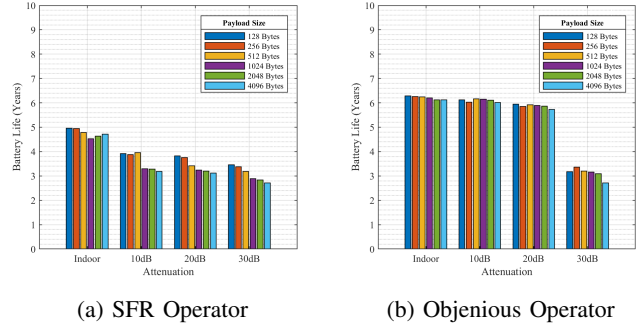 10
9
8
7
6
5
4
3
2
1
0
Battery Life (Years)
Payload Size
128 Bytes
256 Bytes
512 Bytes
1024 Bytes
2048 Bytes
4096 Bytes
Indoor 10dB 20dB 30dB
Attenuation
(a) SFR Operator
10
9
8
7
6
5
4
3
2
1
0
Battery Life (Years)
Payload Size
128 Bytes
256 Bytes
512 Bytes
1024 Bytes
2048 Bytes
4096 Bytes
Indoor 10dB 20dB 30dB
Attenuation
(b) Objenious Operator